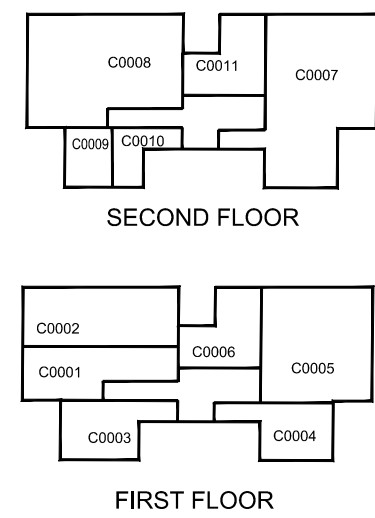 C0008
C0011
C0007
C0009
C0010
SECOND FLOOR
C0002
C0006
C0001
C0005
C0003
C0004
FIRST FLOOR